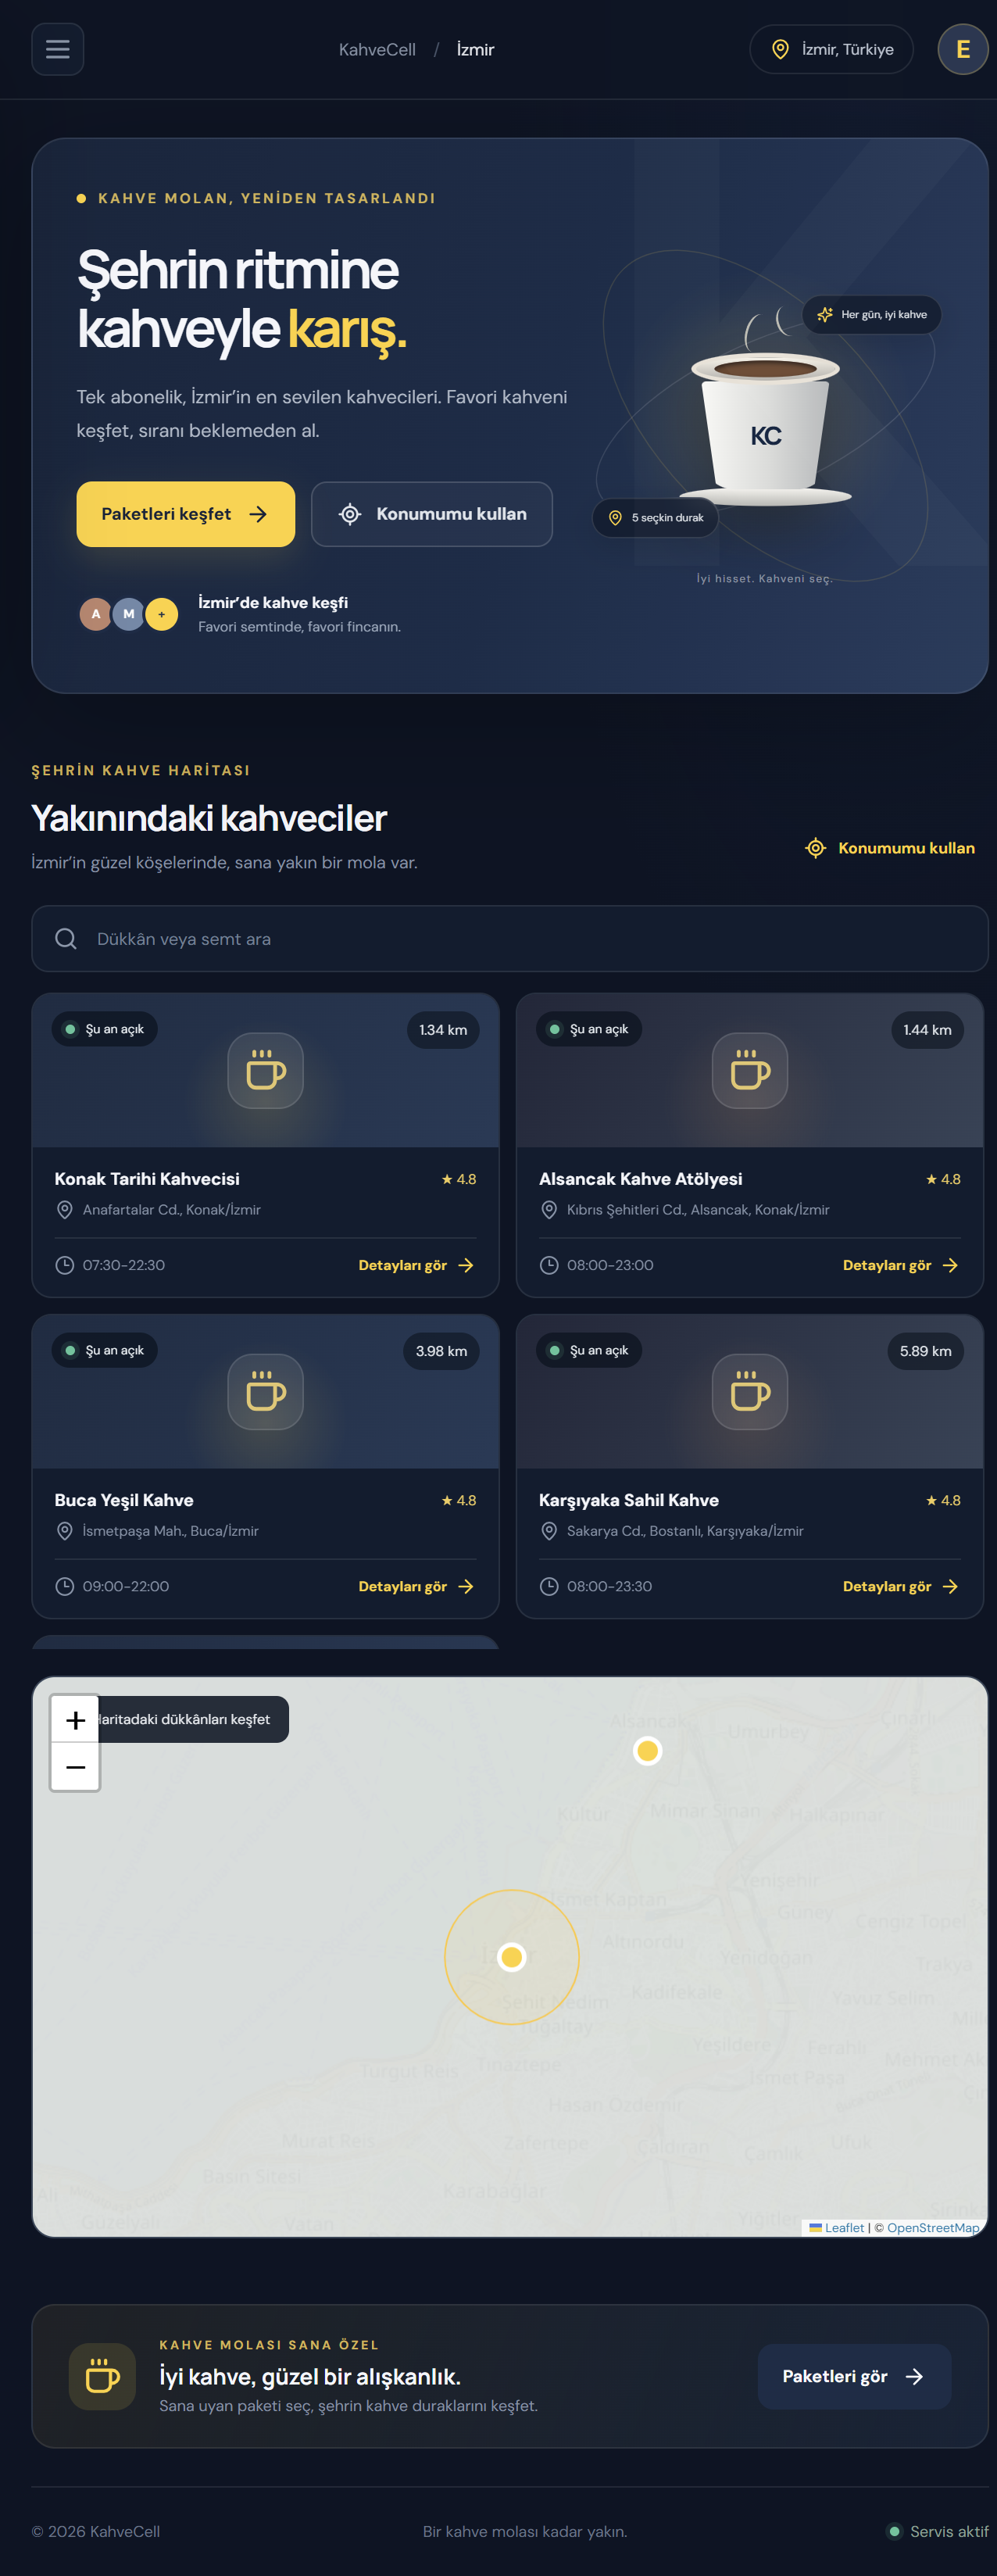 KahveCell / İzmir
İzmir, Türkiye
E
KAHVE MOLAN, YENİDEN TASARLANDI
Şehrin ritmine
kahveyle karış.
Tek abonelik, İzmir’in en sevilen kahvecileri. Favori kahveni
keşfet, sıranı beklemeden al.
Paketleri keşfet
Konumumu kullan
A M +
İzmir’de kahve keşfi
Favori semtinde, favori fincanın.
Her gün, iyi kahve
KC
5 seçkin durak
İyi hisset. Kahveni seç.
ŞEHRİN KAHVE HARİTASI
Yakınındaki kahveciler
İzmir’in güzel köşelerinde, sana yakın bir mola var.
Konumumu kullan
Dükkân veya semt ara
Şu an açık
1.34 km
Konak Tarihi Kahvecisi
★ 4.8
Anafartalar Cd., Konak/İzmir
07:30-22:30
Detayları gör
Şu an açık
1.44 km
Alsancak Kahve Atölyesi
★ 4.8
Kıbrıs Şehitleri Cd., Alsancak, Konak/İzmir
08:00-23:00
Detayları gör
Şu an açık
3.98 km
Buca Yeşil Kahve
★ 4.8
İsmetpaşa Mah., Buca/İzmir
09:00-22:00
Detayları gör
Şu an açık
5.89 km
Karşıyaka Sahil Kahve
★ 4.8
Sakarya Cd., Bostanlı, Karşıyaka/İzmir
08:00-23:30
Detayları gör
+
−
Haritadaki dükkânları keşfet
Alsancak
Umurbey
Çınarlı
Kültür
Mimar Sinan
Halkapınar
Yenişehir
İsmet Kaptan
Güney
Cengiz Topel
Altınordu
Yenidoğan
Trakya
Kadifekale
Yavuz Selim
Şehit Nedim
Tuğaltay
Yeşildere
Ferahlı
Mehmet Ak
Turgut Reis
Tınaztepe
İsmet Paşa
Hasan Özdemir
Murat Reis
Zafertepe
Çaldıran
Çamlık
Ufuk
Basın Sitesi
Karabağlar
Güzelyalı
Vatan
Yiğitler
Leaflet | © OpenStreetMap
KAHVE MOLASI SANA ÖZEL
İyi kahve, güzel bir alışkanlık.
Sana uyan paketi seç, şehrin kahve duraklarını keşfet.
Paketleri gör
© 2026 KahveCell
Bir kahve molası kadar yakın.
Servis aktif